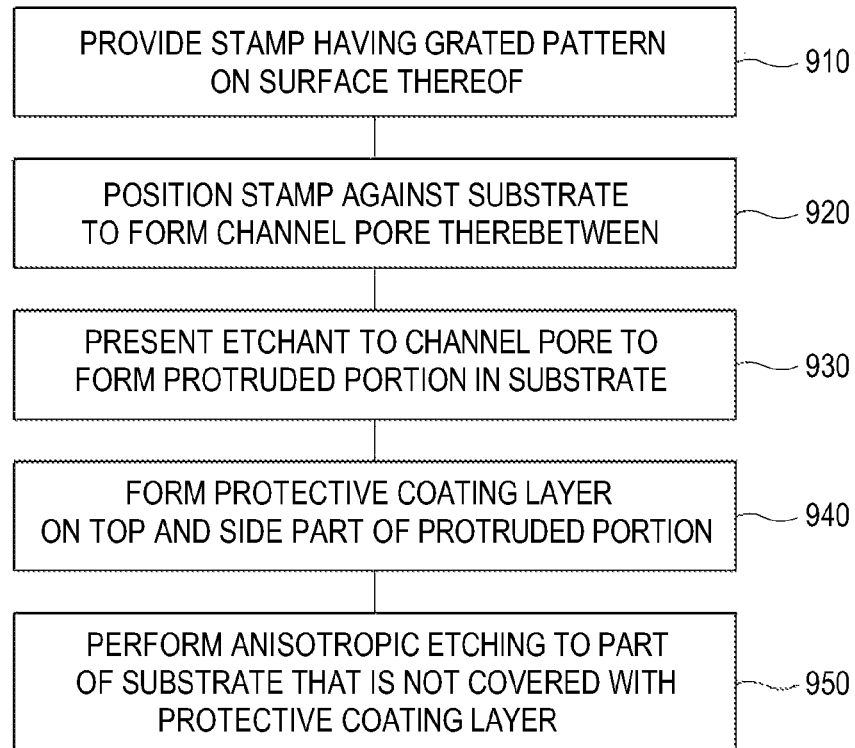 PROVIDE STAMP HAVING GRATED PATTERN
ON SURFACE THEREOF
910
POSITION STAMP AGAINST SUBSTRATE
TO FORM CHANNEL PORE THEREBETWEEN
920
PRESENT ETCHANT TO CHANNEL PORE TO
FORM PROTRUDED PORTION IN SUBSTRATE
930
FORM PROTECTIVE COATING LAYER
ON TOP AND SIDE PART OF PROTRUDED PORTION
940
PERFORM ANISOTROPIC ETCHING TO PART
OF SUBSTRATE THAT IS NOT COVERED WITH
PROTECTIVE COATING LAYER
950